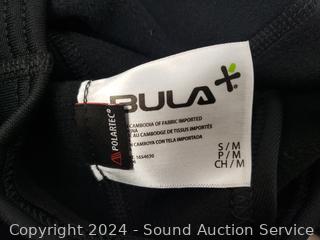 BULA
POLARTEC®
CAMBODIA OF FABRIC IMPORTED
AU CAMBODGE DE TISSUS IMPORTÉS
CAMBOYA CON TELA IMPORTADA
S/M
P/M
CH/M
Copyright 2024 - Sound Auction Service